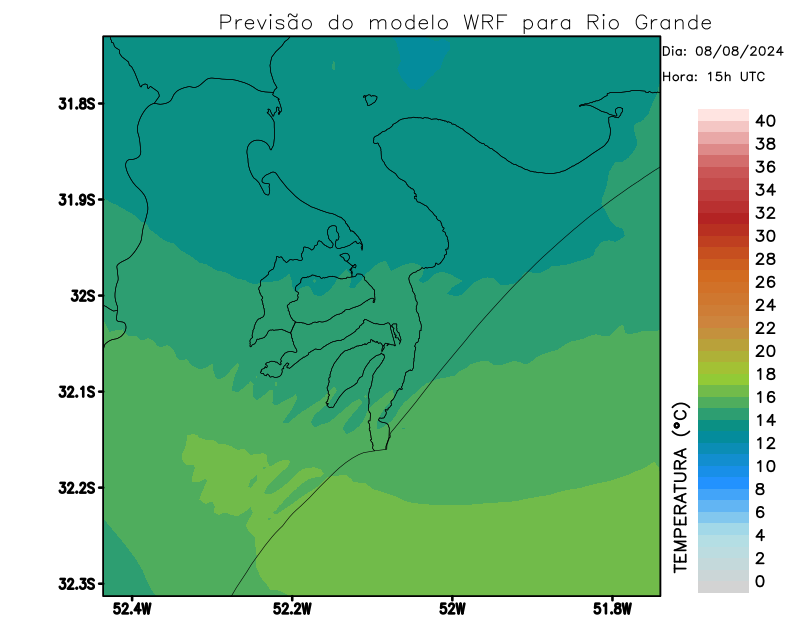 Previsão do modelo WRF para Rio Grande
Dia: 08/08/2024
Hora: 15h UTC
31.8S
31.9S
32S
32.1S
32.2S
32.3S
52.4W
52.2W
52W
51.8W
TEMPERATURA (°C)
40
38
36
34
32
30
28
26
24
22
20
18
16
14
12
10
8
6
4
2
0